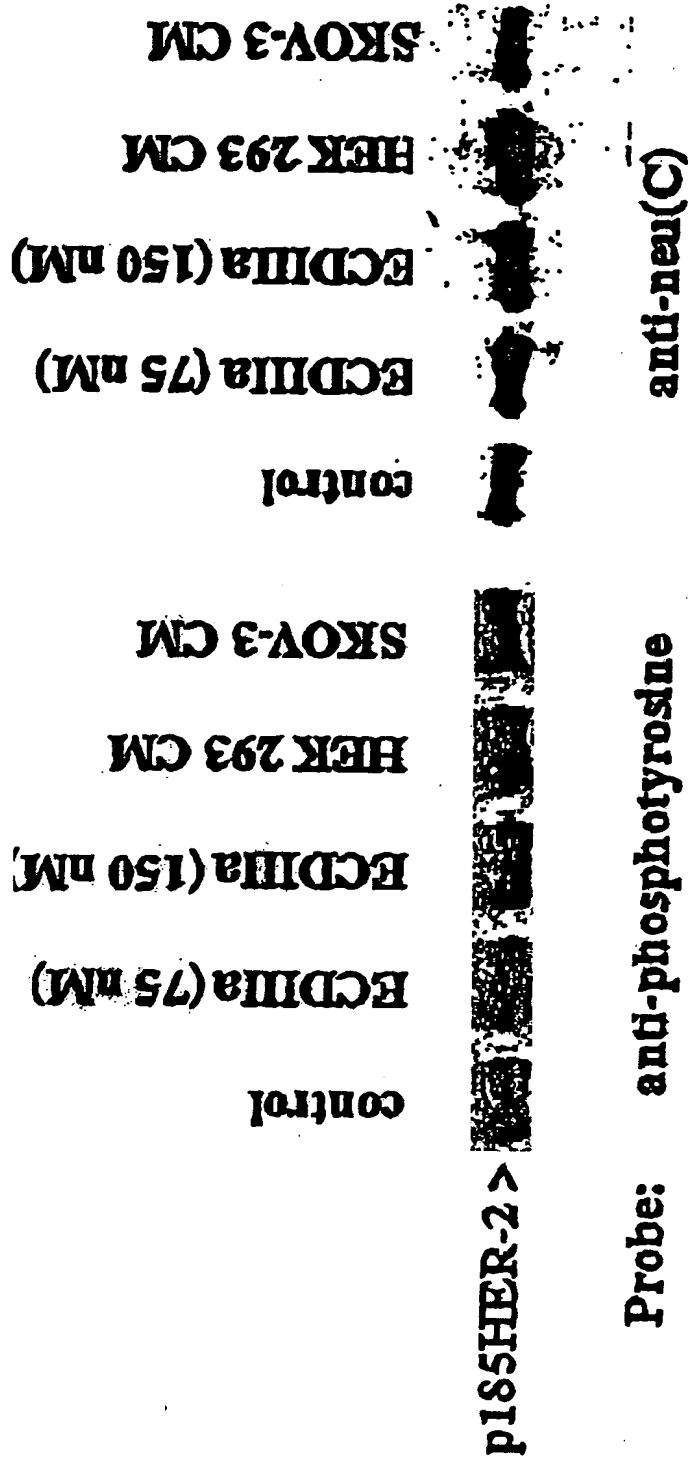 control
ECDIIIa (75 nM)
ECDIIIa (150 nM)
HEK 293 CM
SKOV-3 CM
control
ECDIIIa (75 nM)
ECDIIIa (150 nM)
HEK 293 CM
SKOV-3 CM
p185HER-2 >
Probe: anti-phosphotyrosine anti-neu(C)